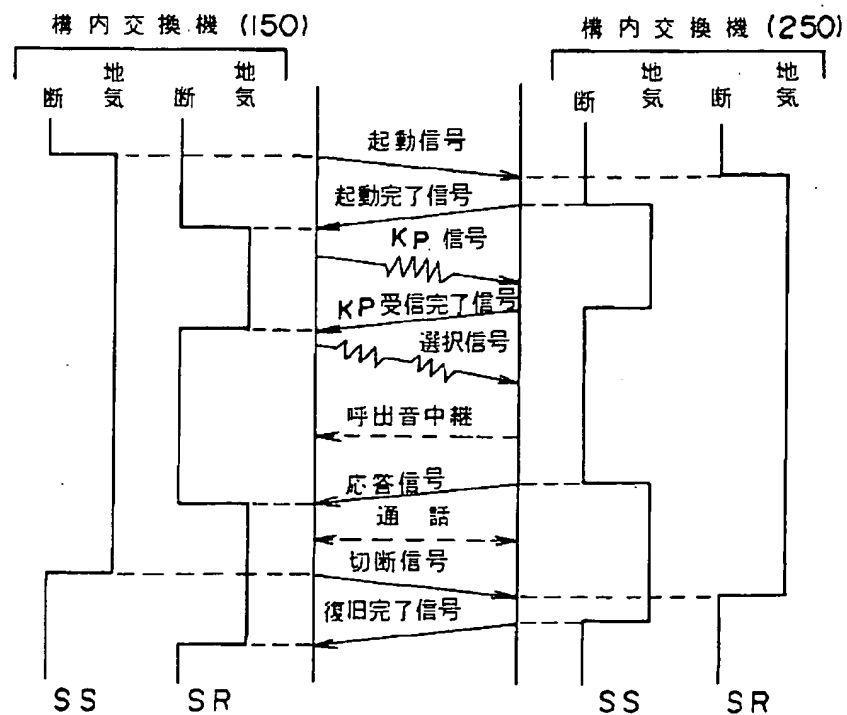 構内交換機 (150)
構内交換機 (250)
断 地気 断 地気
断 地気 断 地気
起動信号
起動完了信号
KP 信号
KP 受信完了信号
選択信号
呼出音中継
応答信号
通話
切断信号
復旧完了信号
SS SR SS SR